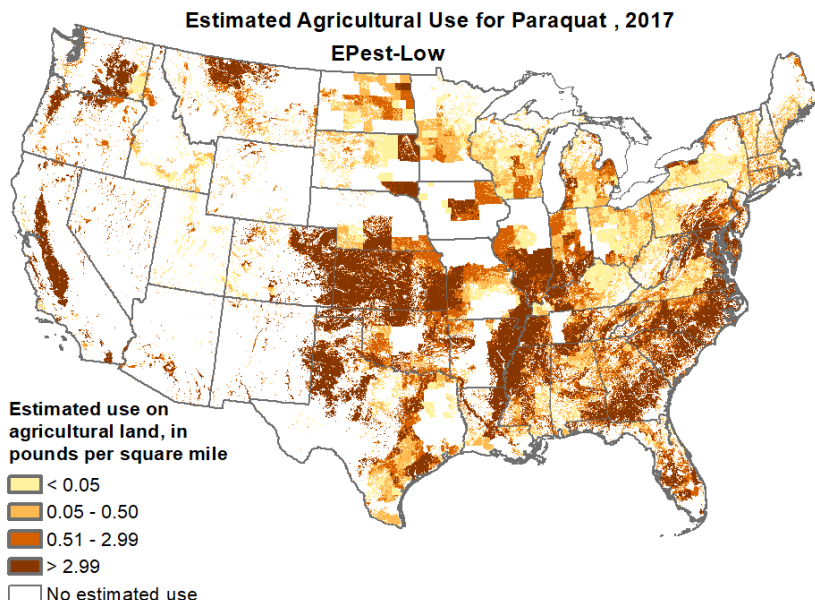 Estimated Agricultural Use for Paraquat , 2017
EPest-Low
Estimated use on
agricultural land, in
pounds per square mile
< 0.05
0.05 - 0.50
0.51 - 2.99
> 2.99
No estimated use